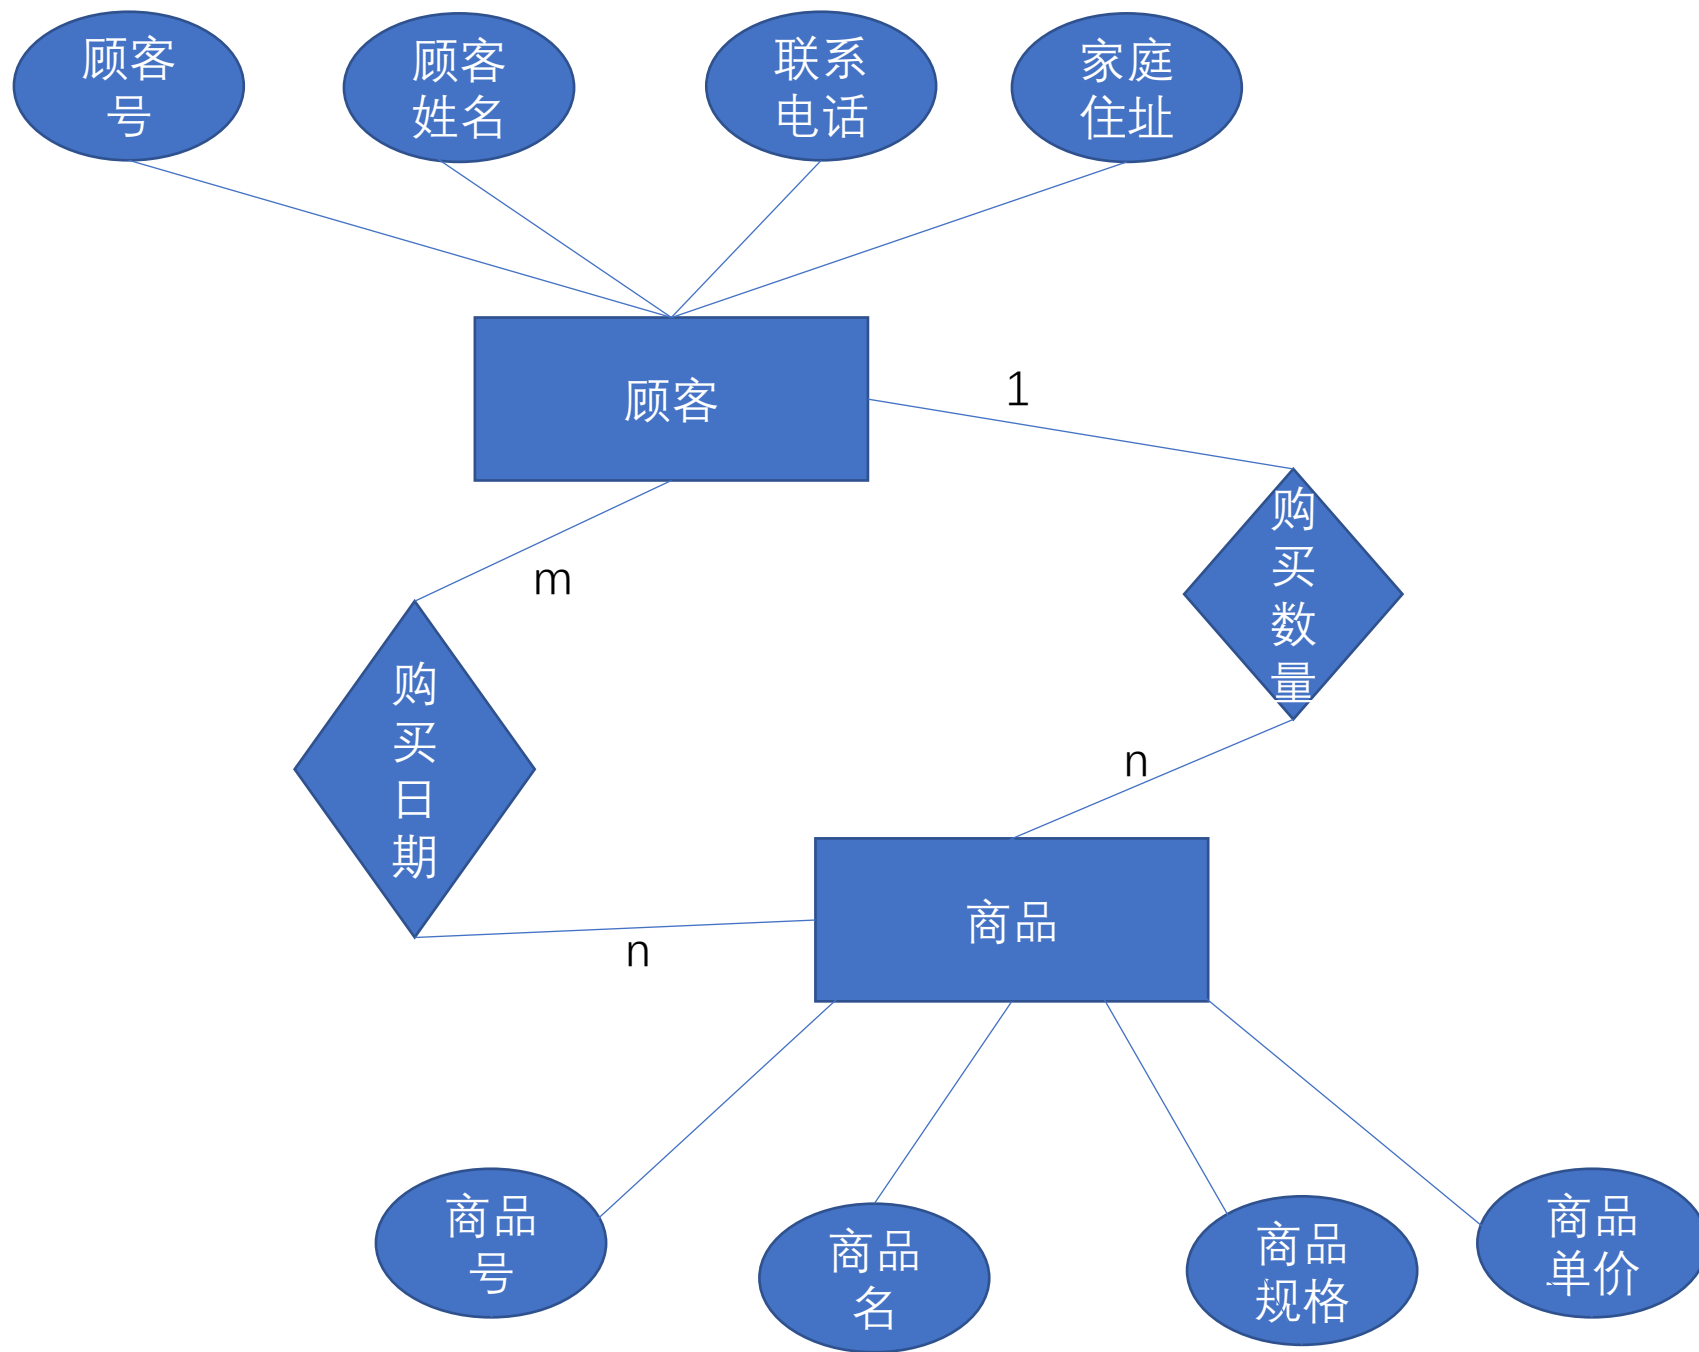 顾客
号
顾客
姓名
联系
电话
家庭
住址
顾客
1
购
买
数
量
m
购
买
日
期
n
商品
n
商品
号
商品
名
商品
规格
商品
单价